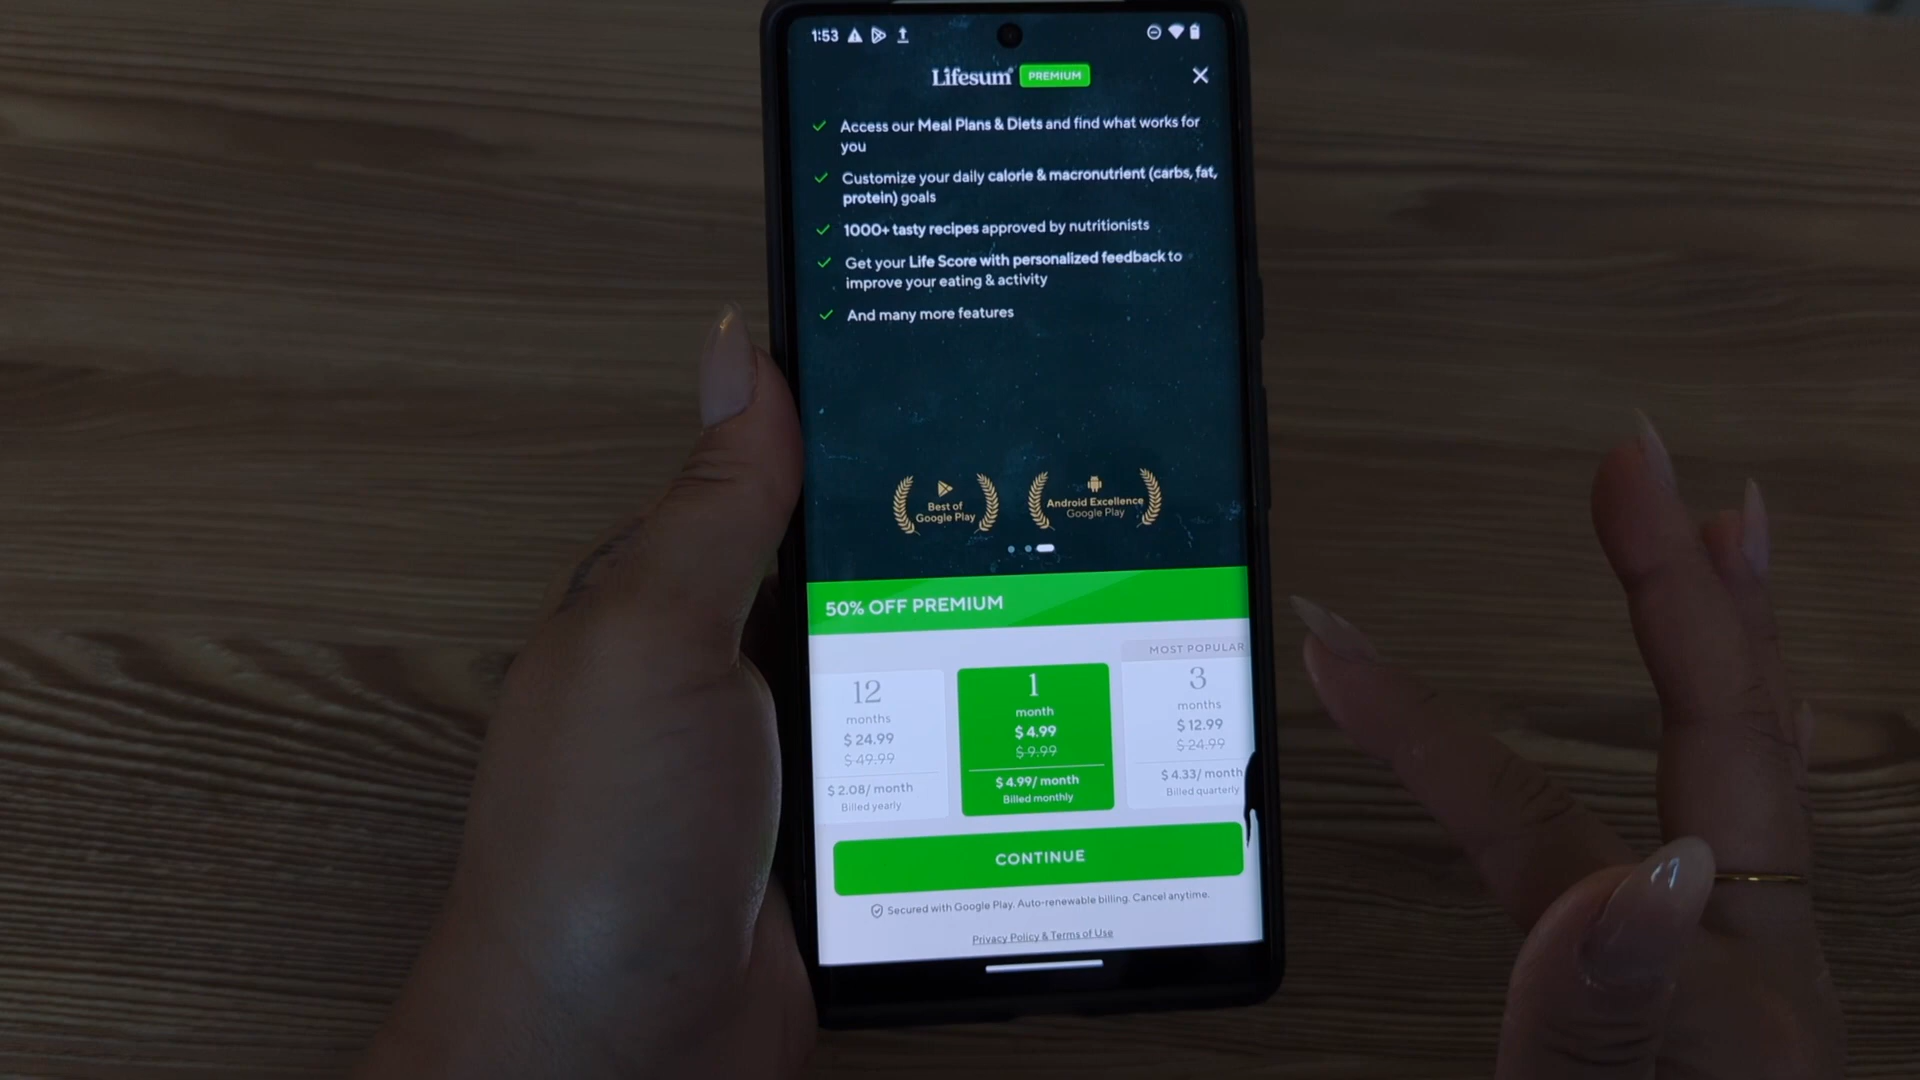 1:53
Lifesum PREMIUM
Access our Meal Plans & Diets and find what works for
you
Customize your daily calorie & macronutrient (carbs, fat,
protein) goals
1000+ tasty recipes approved by nutritionists
Get your Life Score with personalized feedback to
improve your eating & activity
And many more features
Best of
Google Play
Android Excellence
Google Play
50% OFF PREMIUM
12
months
$24.99
$49.99
$2.08/ month
Billed yearly
1
month
$4.99
$9.99
$4.99/ month
Billed monthly
MOST POPULAR
3
months
$12.99
$24.99
$4.33/ month
Billed quarterly
CONTINUE
Secured with Google Play. Auto-renewable billing. Cancel anytime.
Privacy Policy & Terms of Use